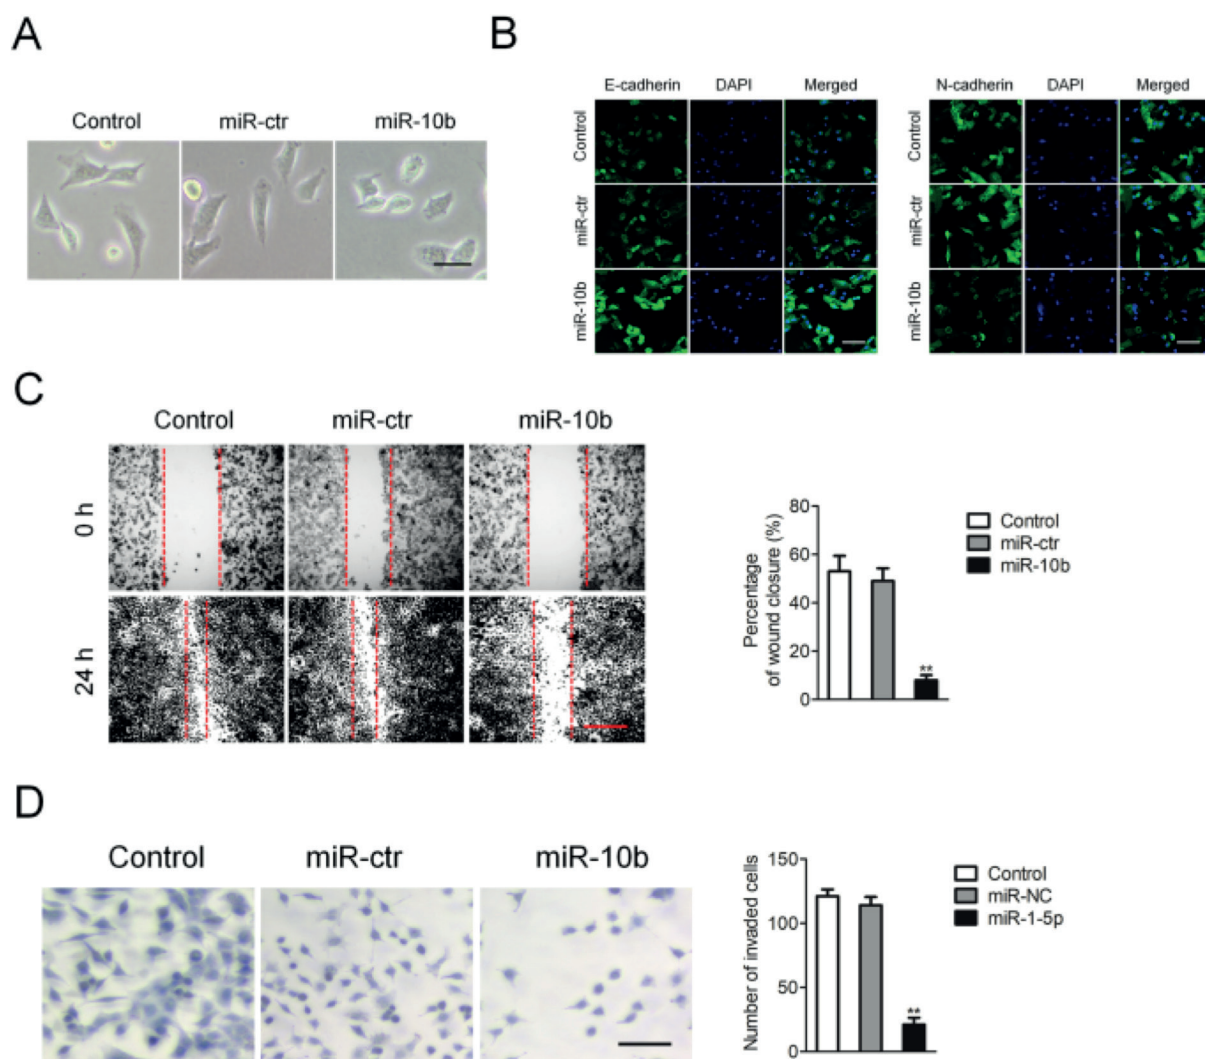 A
Control miR-ctr miR-10b
B
E-cadherin DAPI Merged
Control
miR-ctr
miR-10b
N-cadherin DAPI Merged
Control
miR-ctr
miR-10b
C
Control miR-ctr miR-10b
0 h
24 h
Percentage
of wound closure (%)
80
60
40
20
0
**
Control
miR-ctr
miR-10b
D
Control miR-ctr miR-10b
Number of invaded cells
150
100
50
0
**
Control
miR-NC
miR-1-5p